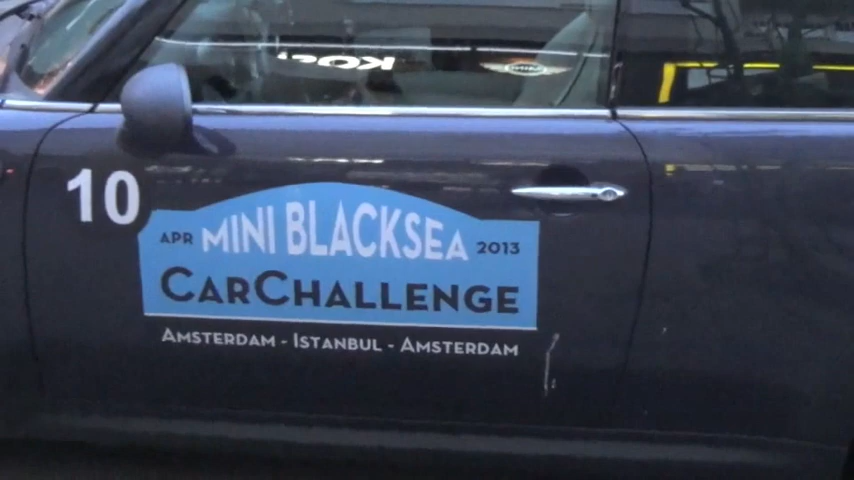 10
APR MINI BLACKSEA 2013
CARCHALLENGE
AMSTERDAM - ISTANBUL - AMSTERDAM